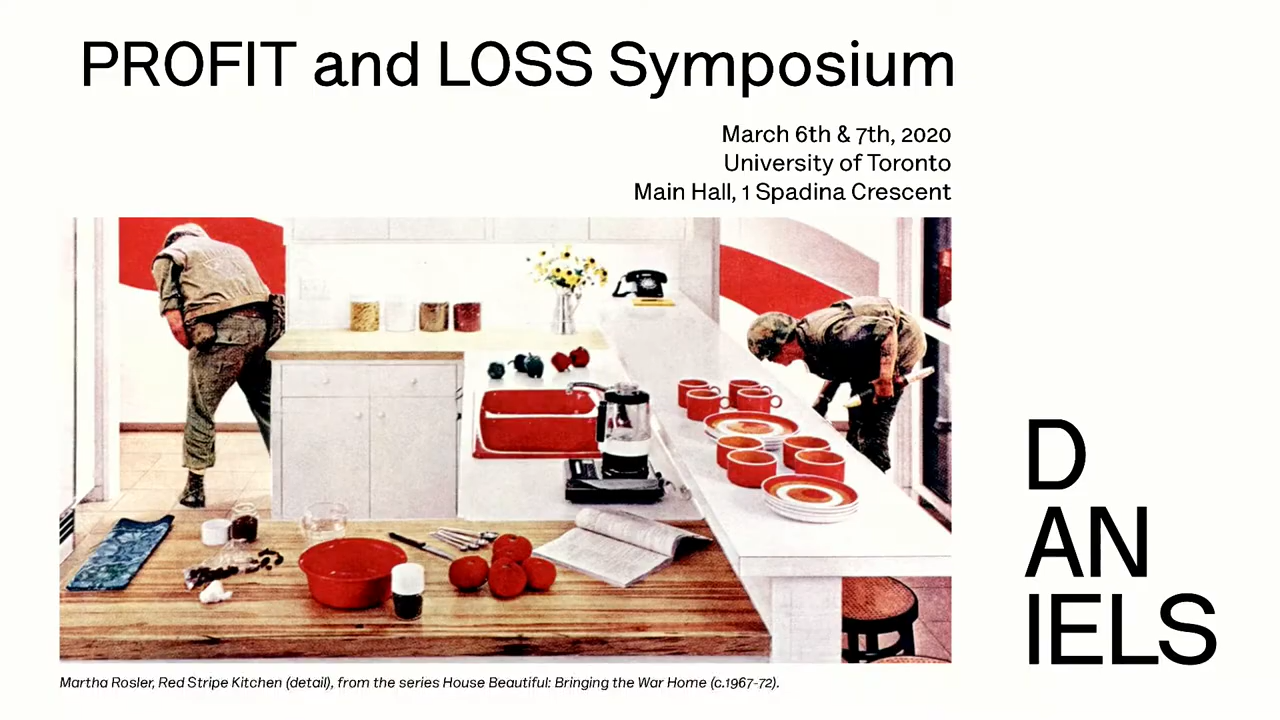 PROFIT and LOSS Symposium
March 6th & 7th, 2020
University of Toronto
Main Hall, 1 Spadina Crescent
Martha Rosler, Red Stripe Kitchen (detail), from the series House Beautiful: Bringing the War Home (c.1967-72).
D
AN
IELS